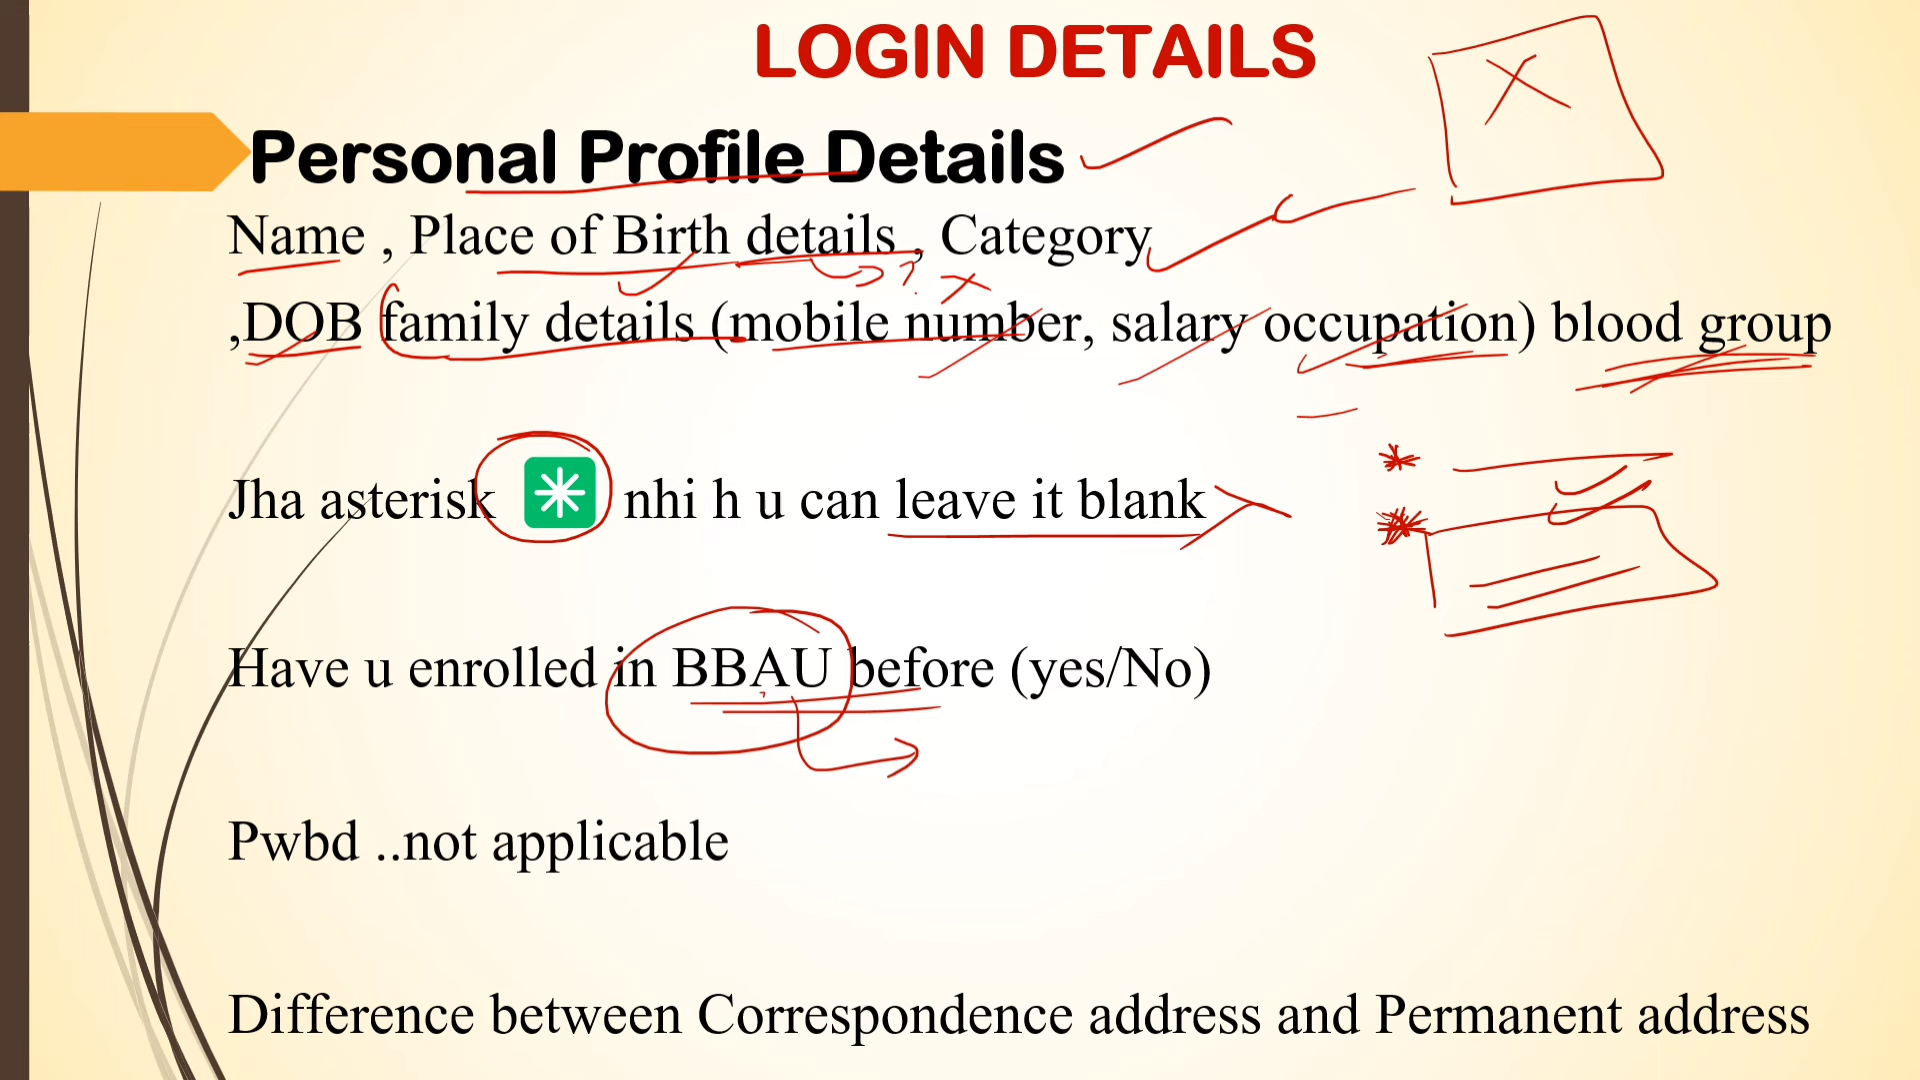 LOGIN DETAILS
Personal Profile Details
Name , Place of Birth details , Category
,DOB family details (mobile number, salary occupation) blood group
Jha asterisk ✳ nhi h u can leave it blank
Have u enrolled in BBAU before (yes/No)
Pwbd ..not applicable
Difference between Correspondence address and Permanent address